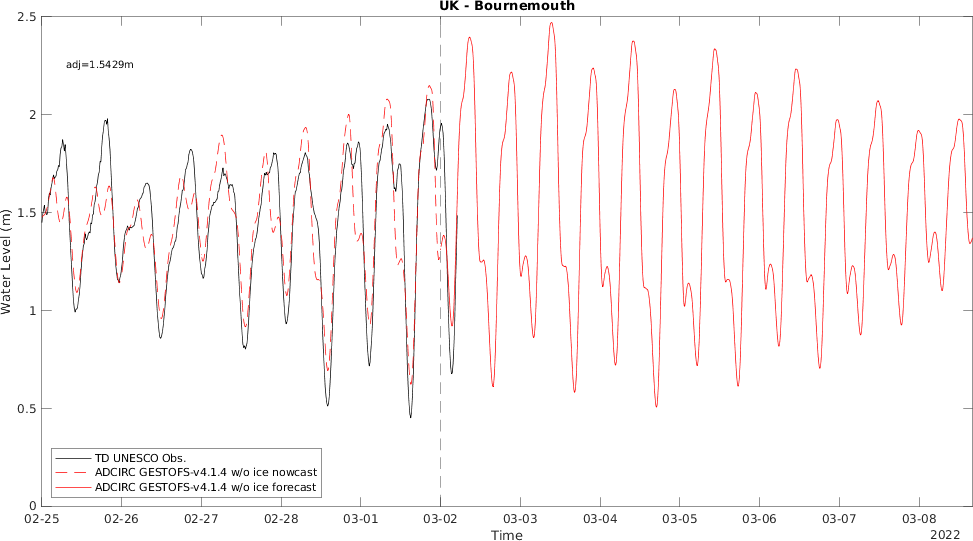 UK - Bournemouth
adj=1.5429m
2.5
2
1.5
1
0.5
0
Water Level (m)
TD UNESCO Obs.
ADCIRC GESTOFS-v4.1.4 w/o ice nowcast
ADCIRC GESTOFS-v4.1.4 w/o ice forecast
02-25 02-26 02-27 02-28 03-01 03-02 03-03 03-04 03-05 03-06 03-07 03-08
Time
2022